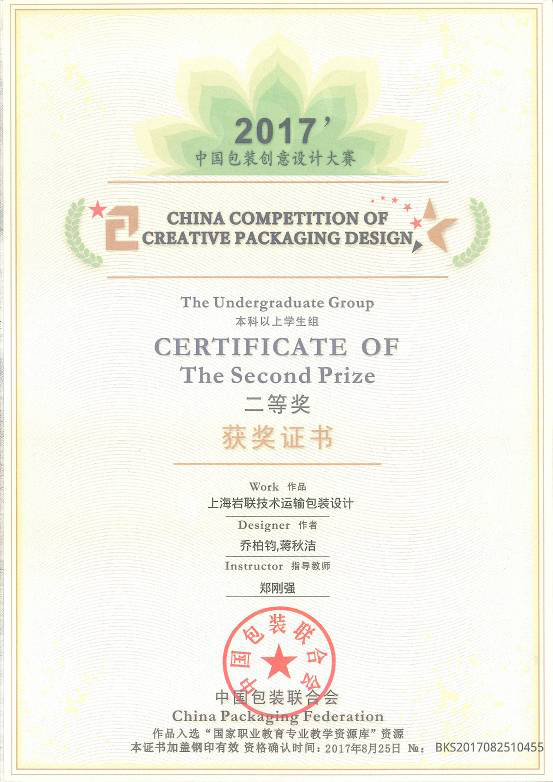 2017’
中国包装创意设计大赛
CHINA COMPETITION OF
CREATIVE PACKAGING DESIGN
The Undergraduate Group
本科以上学生组
CERTIFICATE OF
The Second Prize
二等奖
获奖证书
Work 作品
上海岩联技术运输包装设计
Designer 作者
乔柏钧,蒋秋洁
Instructor 指导教师
郑刚强
中国包装联合会
中国包装联合会
China Packaging Federation
作品入选“国家职业教育专业教学资源库”资源
本证书加盖钢印有效 资格确认时间:2017年8月25日 №: BKS2017082510455